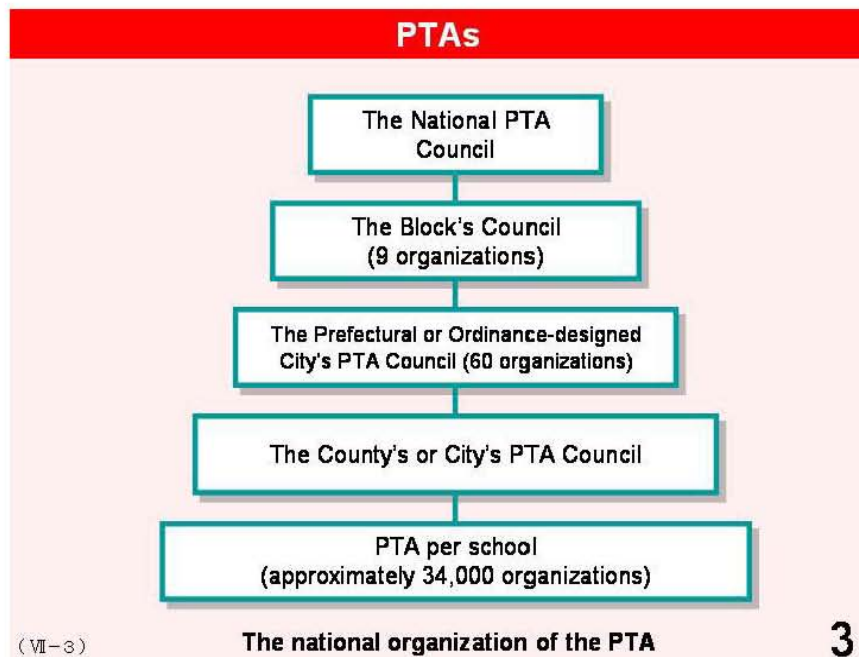 PTAs
The National PTA
Council
The Block's Council
(9 organizations)
The Prefectural or Ordinance-designed
City's PTA Council (60 organizations)
The County's or City's PTA Council
PTA per school
(approximately 34,000 organizations)
(Ⅶ-3)
The national organization of the PTA
3